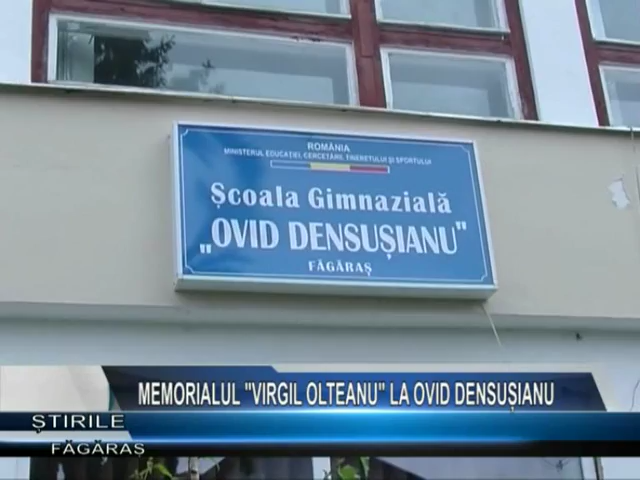 ROMÂNIA
MINISTERUL EDUCAȚIEI, CERCETĂRII, TINERETULUI ȘI SPORTULUI
Școala Gimnazială
„OVID DENSUȘIANU"
FĂGĂRAȘ
MEMORIALUL "VIRGIL OLTEANU" LA OVID DENSUȘIANU
ȘTIRILE
FĂGĂRAȘ